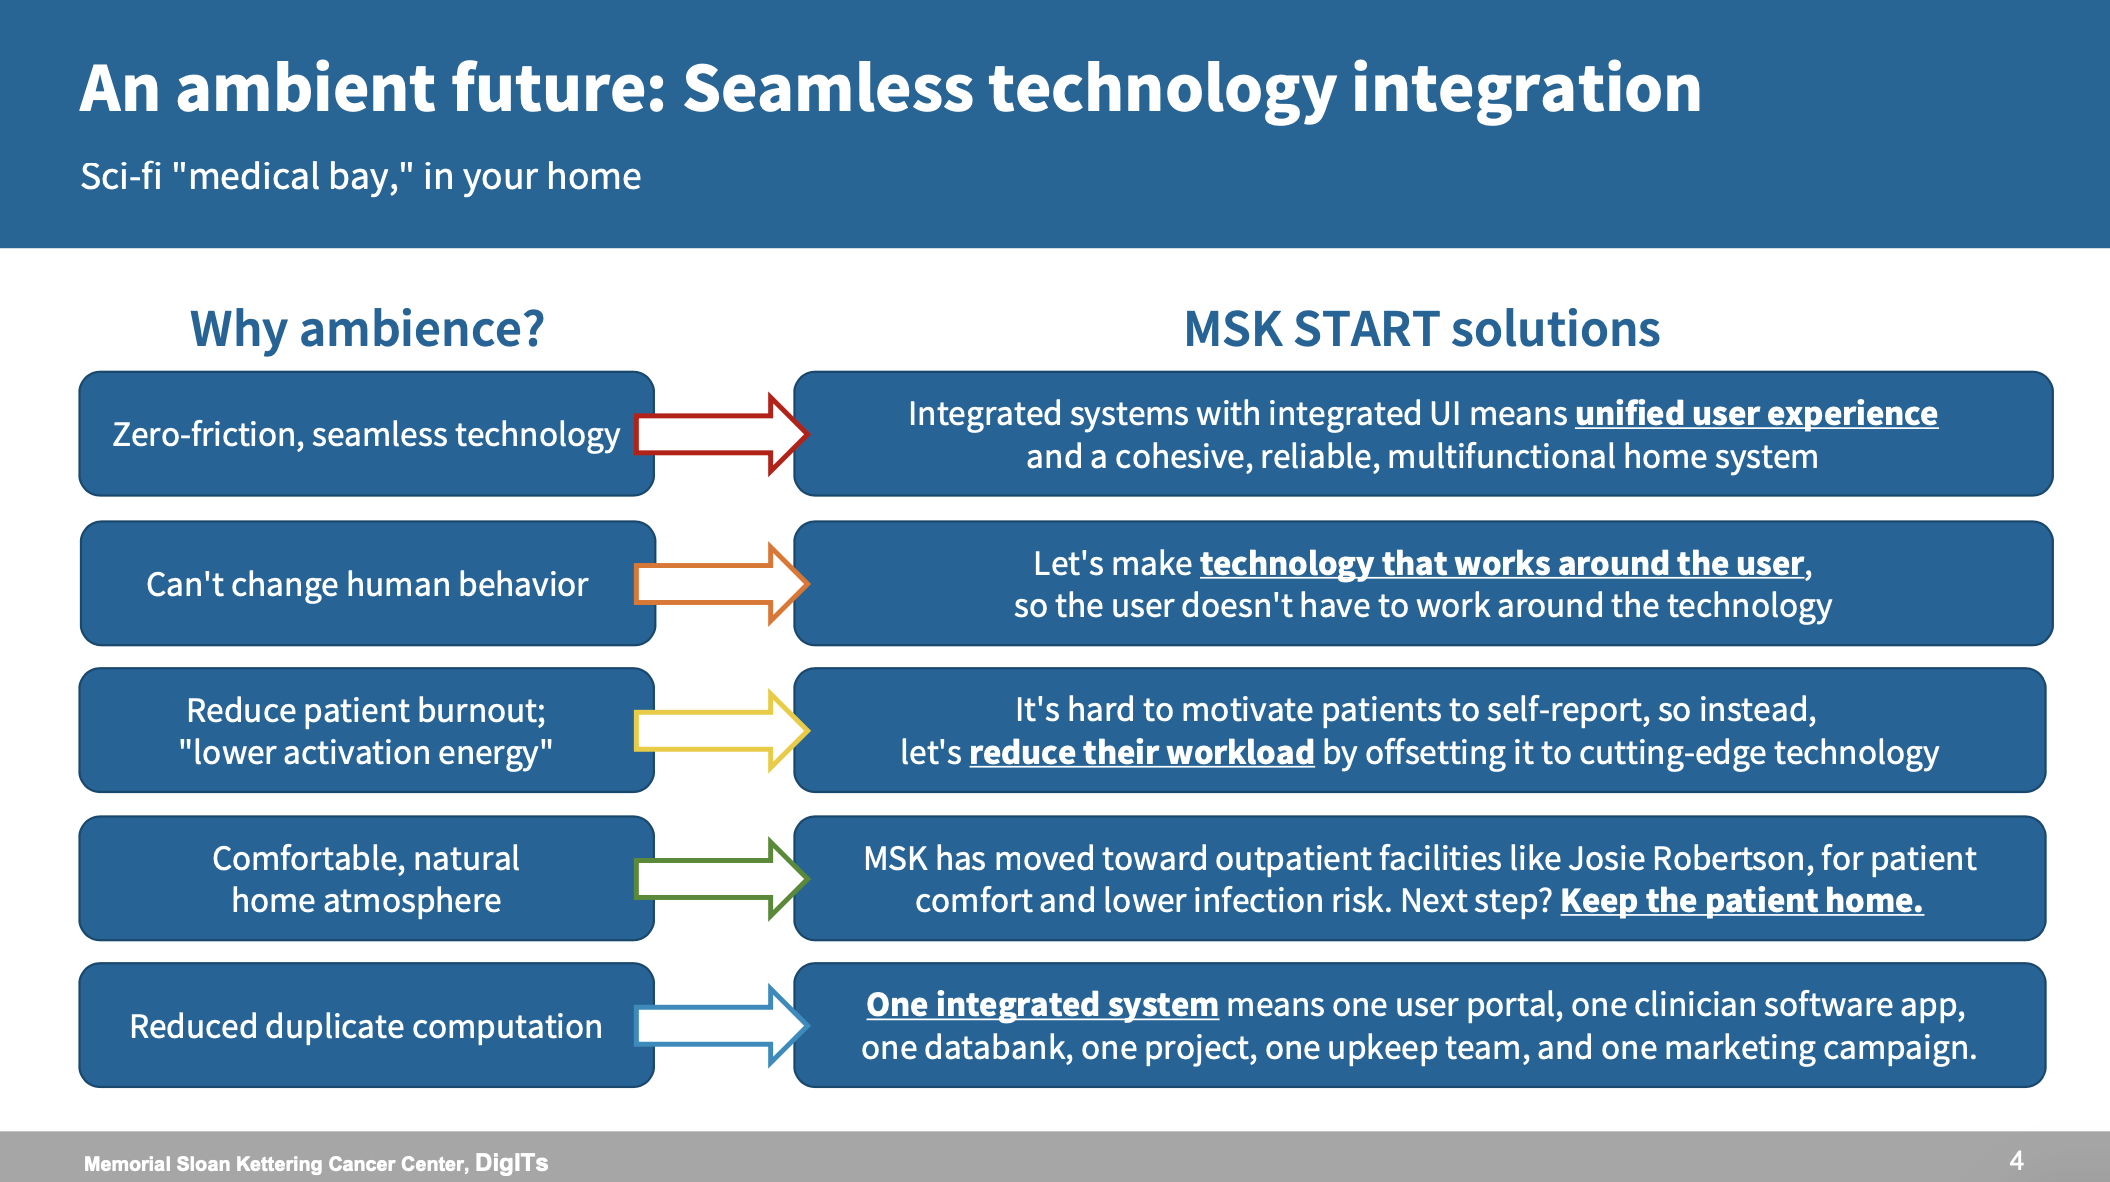 An ambient future: Seamless technology integration
Sci-fi "medical bay," in your home
Why ambience?
MSK START solutions
Zero-friction, seamless technology
Integrated systems with integrated UI means unified user experience
and a cohesive, reliable, multifunctional home system
Can't change human behavior
Let's make technology that works around the user,
so the user doesn't have to work around the technology
Reduce patient burnout;
"lower activation energy"
It's hard to motivate patients to self-report, so instead,
let's reduce their workload by offsetting it to cutting-edge technology
Comfortable, natural
home atmosphere
MSK has moved toward outpatient facilities like Josie Robertson, for patient
comfort and lower infection risk. Next step? Keep the patient home.
Reduced duplicate computation
One integrated system means one user portal, one clinician software app,
one databank, one project, one upkeep team, and one marketing campaign.
Memorial Sloan Kettering Cancer Center, DigITs
4